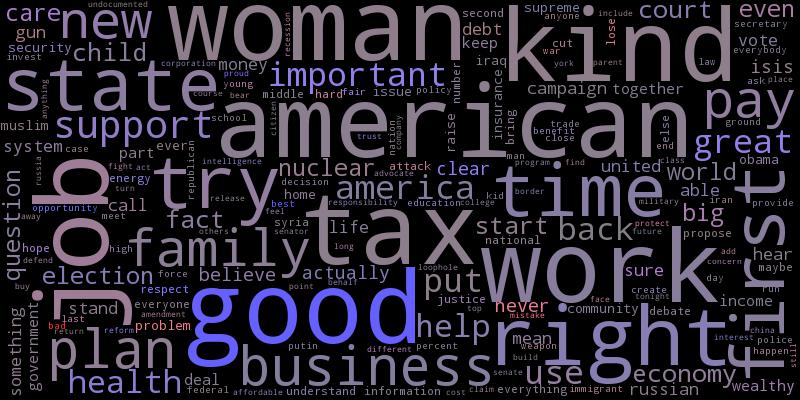 undocumented
care
new
woman
kind
second
supreme
court
even
gun
recession
debt
anyone
include
lose
secretary
security
child
keep
cut
war
vote
everybody
invest
corporation
money
iraq
york
parent
law
isis
state
proud
important
number
insurance
campaign
together
ask
place
anything
young
hard
fair
issue
policy
middle
pay
course
bear
american
muslim
support
school
citizen
trust
nation
company
raise
bring
trade
benefit
close
else
ground
great
system
case
ever
man
end
obama
part
republican
intelligence
nuclear
attack
clear
program
find
united
class
world
russia
energy
fight
act
try
decision
advocate
border
time
military
able
iran
provide
turn
release
home
america
kid
job
opportunity
call
best
responsibility
education
college
big
first
question
away
meet
fact
feel
syria
life
tax
start
back
protect
future
propose
hope
high
family
others
senator
long
national
work
add
hear
defend
concern
maybe
election
force
believe
actually
loophole
put
sure
day
run
buy
respect
good
point
behalf
justice
create
tonight
income
stand
everyone
amendment
top
never
face
community
debate
china
something
government
last
bad
problem
help
mistake
right
interest
police
return
reform
putin
different
percent
mean
weapon
happen
still
plan
business
build
health
deal
senate
use
economy
federal
affordable
understand
information
cost
claim
everything
immigrant
russian
wealthy